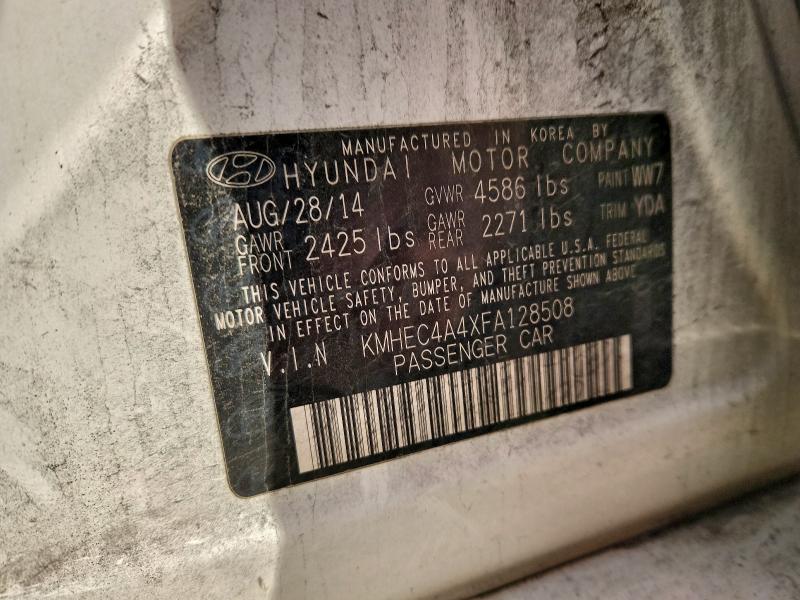 MANUFACTURED IN KOREA BY
HYUNDAI MOTOR COMPANY
AUG/28/14 GVWR 4586 lbs PAINT WW7
GAWR FRONT 2425 lbs GAWR REAR 2271 lbs TRIM YDA
THIS VEHICLE CONFORMS TO ALL APPLICABLE U.S.A. FEDERAL
MOTOR VEHICLE SAFETY, BUMPER, AND THEFT PREVENTION STANDARDS
IN EFFECT ON THE DATE OF MANUFACTURE SHOWN ABOVE
V.I.N KMHEC4A4XFA128508
PASSENGER CAR